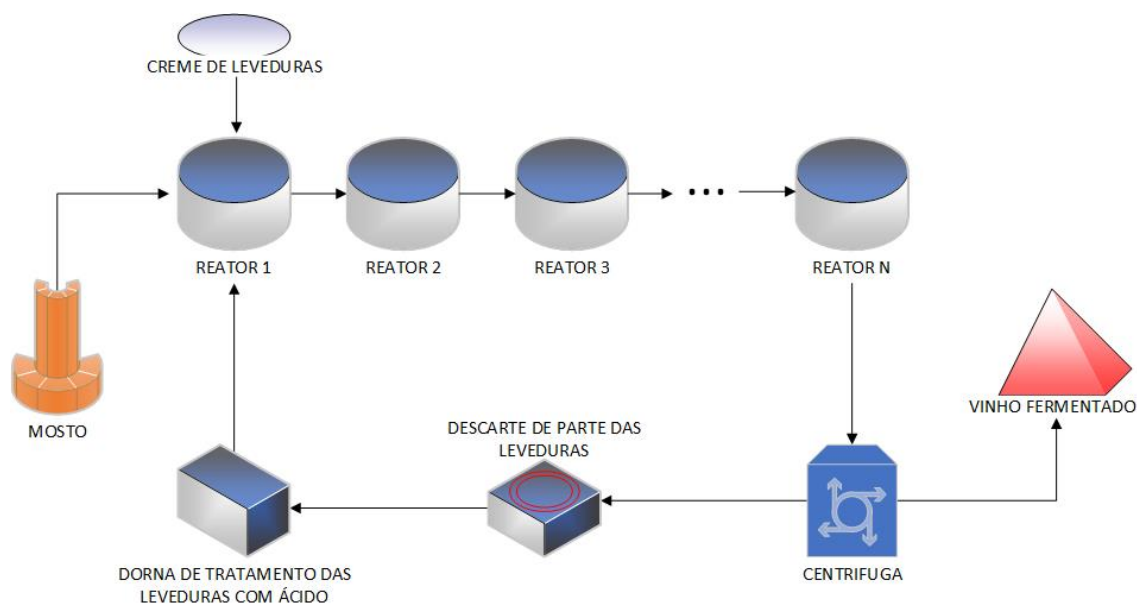 CREME DE LEVEDURAS
REATOR 1
REATOR 2
REATOR 3
...
REATOR N
MOSTO
VINHO FERMENTADO
DESCARTE DE PARTE DAS
LEVEDURAS
DORNA DE TRATAMENTO DAS
LEVEDURAS COM ÁCIDO
CENTRIFUGA